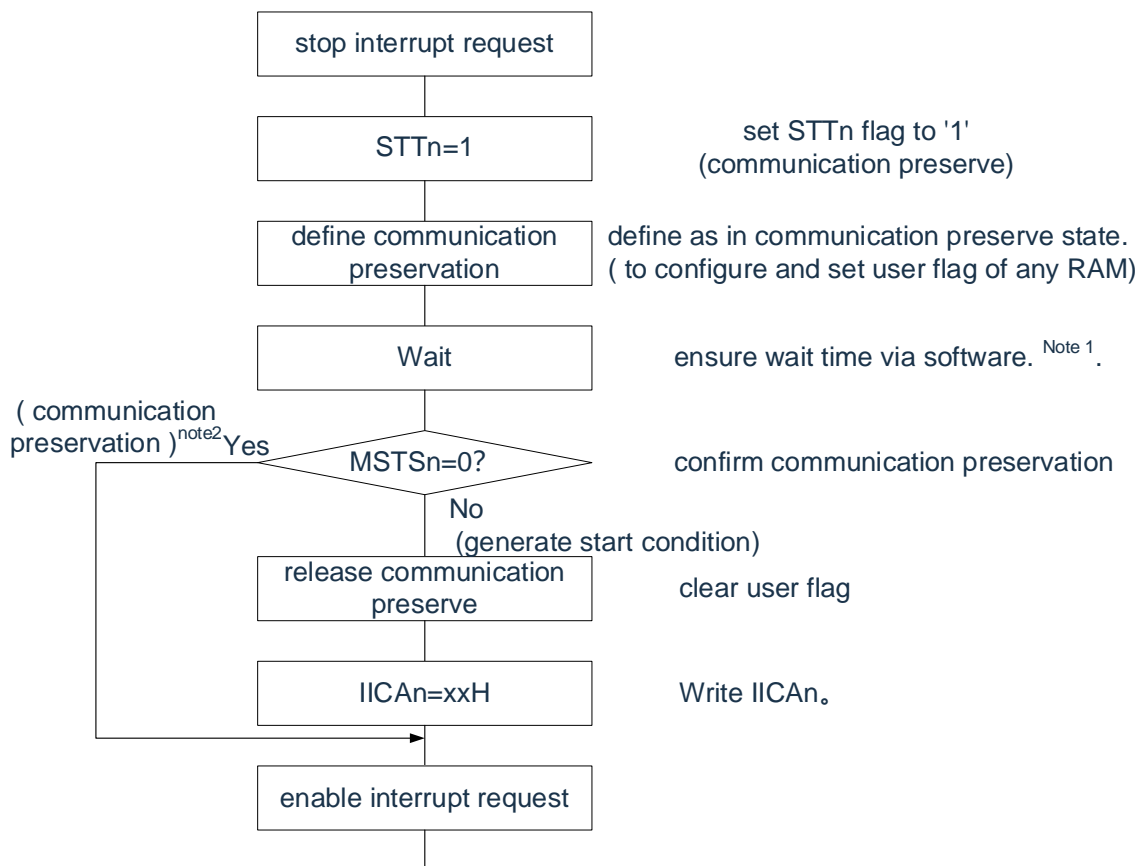 stop interrupt request
STTn=1
set STTn flag to '1'
(communication preserve)
define communication
preservation
define as in communication preserve state.
( to configure and set user flag of any RAM)
Wait
ensure wait time via software. Note 1.
( communication
preservation )note2 Yes
MSTSn=0?
confirm communication preservation
No
(generate start condition)
release communication
preserve
clear user flag
IICAn=xxH
Write IICAn。
enable interrupt request